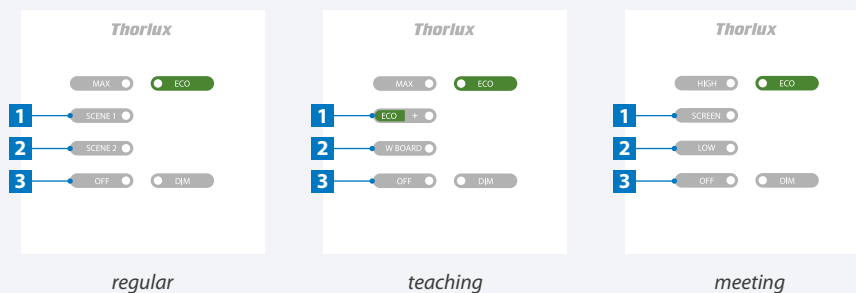 Thorlux
MAX ECO
1 SCENE 1
2 SCENE 2
3 OFF DIM
regular
Thorlux
MAX ECO
1 ECO +
2 W BOARD
3 OFF DIM
teaching
Thorlux
HIGH ECO
1 SCREEN
2 LOW
3 OFF DIM
meeting